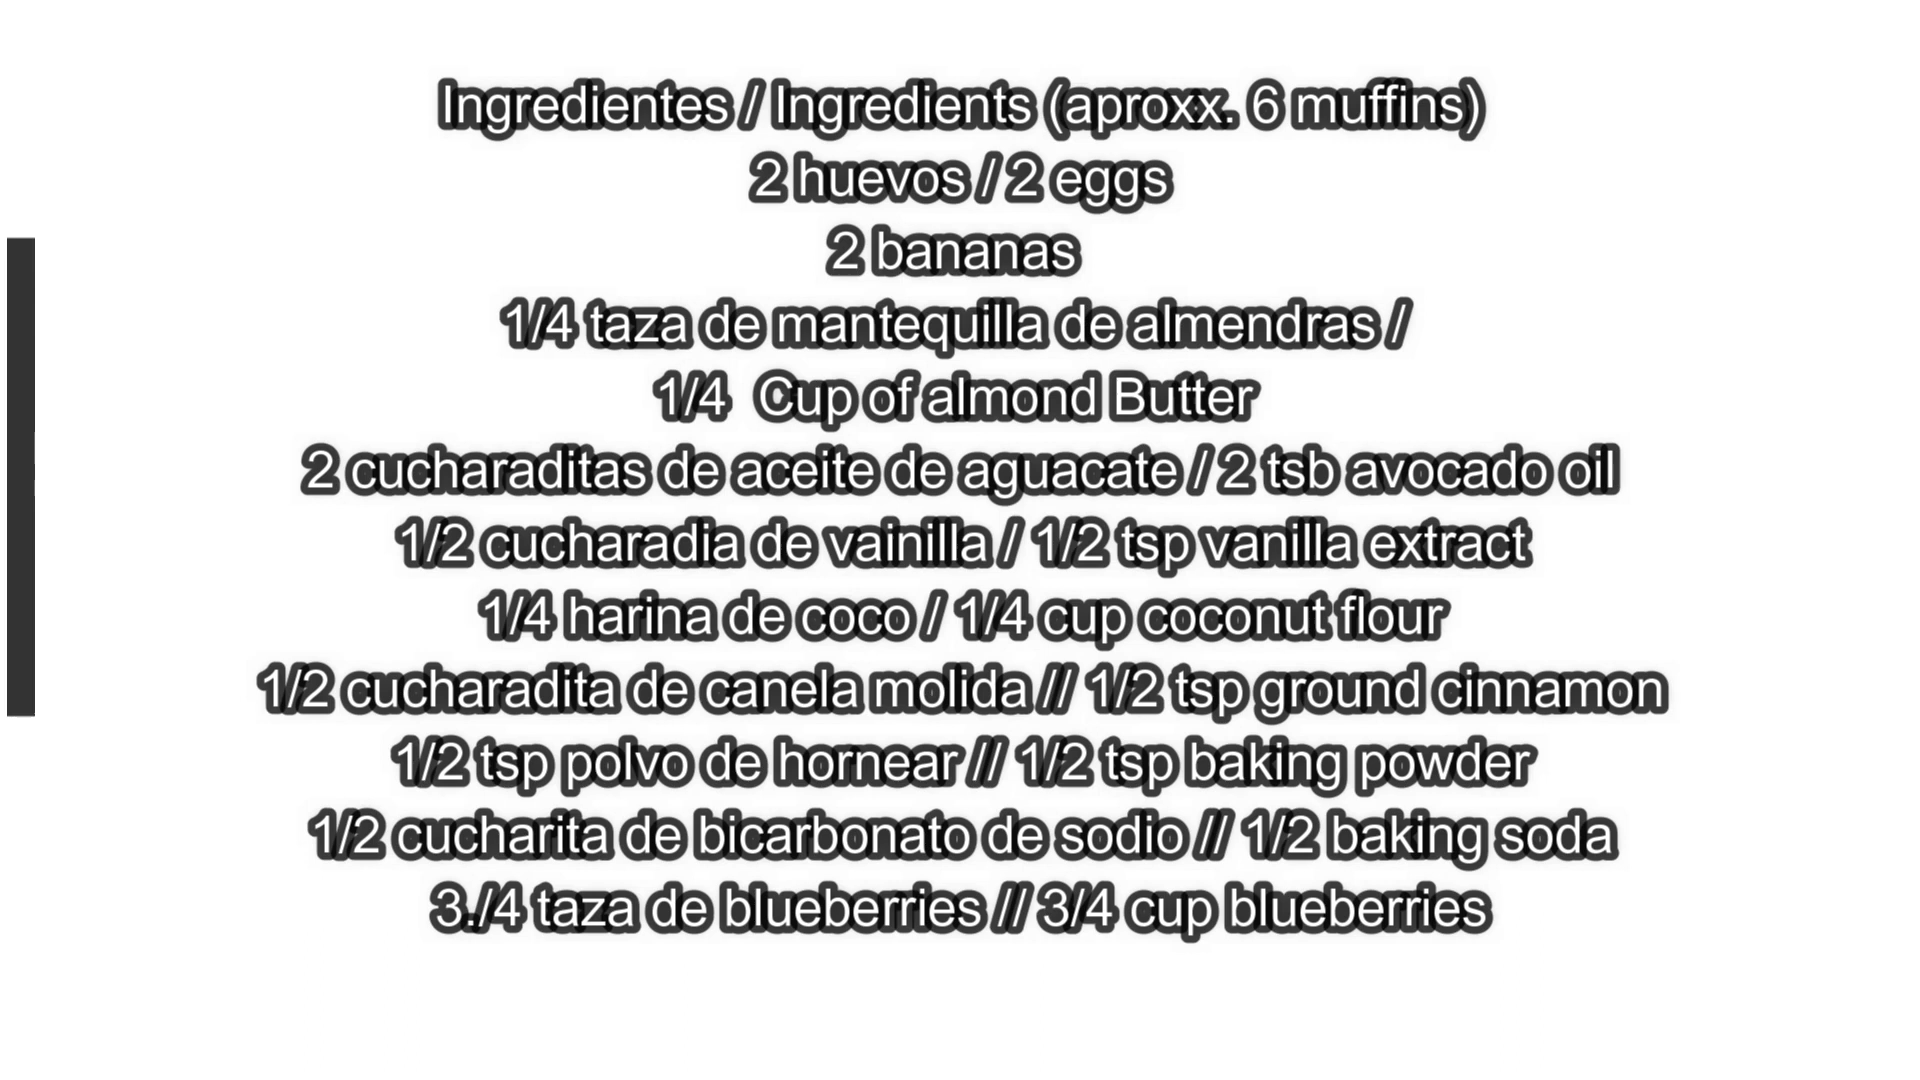 Ingredientes / Ingredients (aproxx. 6 muffins)
2 huevos / 2 eggs
2 bananas
1/4 taza de mantequilla de almendras /
1/4 Cup of almond Butter
2 cucharaditas de aceite de aguacate / 2 tsb avocado oil
1/2 cucharadia de vainilla / 1/2 tsp vanilla extract
1/4 harina de coco / 1/4 cup coconut flour
1/2 cucharadita de canela molida // 1/2 tsp ground cinnamon
1/2 tsp polvo de hornear // 1/2 tsp baking powder
1/2 cucharita de bicarbonato de sodio // 1/2 baking soda
3./4 taza de blueberries // 3/4 cup blueberries